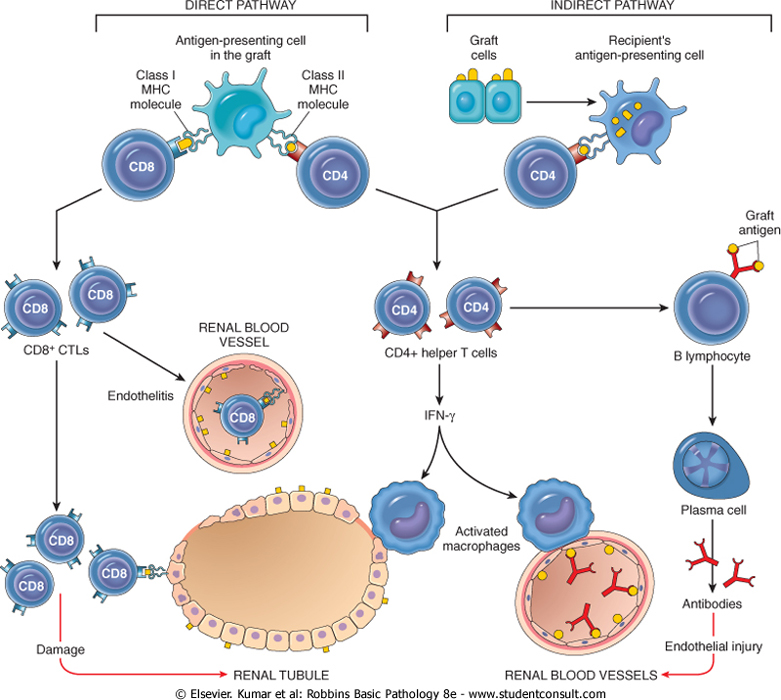 DIRECT PATHWAY
INDIRECT PATHWAY
Antigen-presenting cell
in the graft
Class I
MHC
molecule
Class II
MHC
molecule
Graft
cells
Recipient's
antigen-presenting cell
CD8
CD4
CD4
Graft
antigen
CD8
CD8
CD8+ CTLs
CD4
CD4
CD4+ helper T cells
B lymphocyte
RENAL BLOOD
VESSEL
Endothelitis
CD8
IFN-γ
Plasma cell
Activated
macrophages
CD8
CD8
CD8
Antibodies
Damage
Endothelial injury
RENAL TUBULE
RENAL BLOOD VESSELS
© Elsevier. Kumar et al: Robbins Basic Pathology 8e - www.studentconsult.com